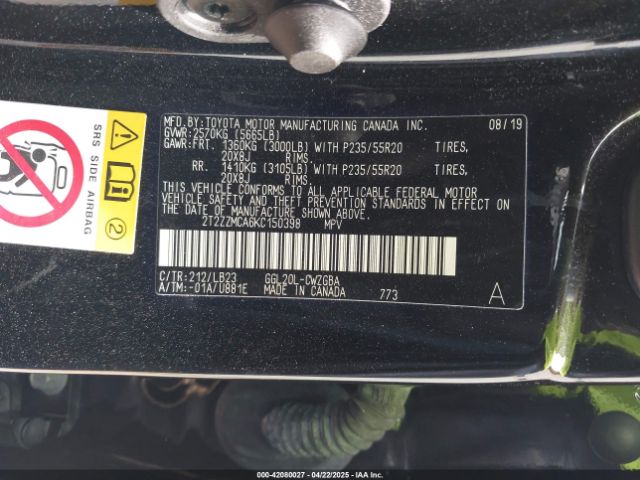 MFD.BY:TOYOTA MOTOR MANUFACTURING CANADA INC. 08/19
GVWR:2570KG (5665LB)
GAWR:FRT. 1360KG (3000LB) WITH P235/55R20 TIRES,
20X8J RIMS.
RR. 1410KG (3105LB) WITH P235/55R20 TIRES,
20X8J RIMS.
THIS VEHICLE CONFORMS TO ALL APPLICABLE FEDERAL MOTOR
VEHICLE SAFETY AND THEFT PREVENTION STANDARDS IN EFFECT ON
THE DATE OF MANUFACTURE SHOWN ABOVE.
2T2ZZMCA6KC150398 MPV
C/TR:212/LB23 GGL20L-CWZGBA
A/TM:-01A/U881E MADE IN CANADA 773 A
SRS SIDE AIRBAG
2
000-42080027 - 04/22/2025 - IAAI.COM